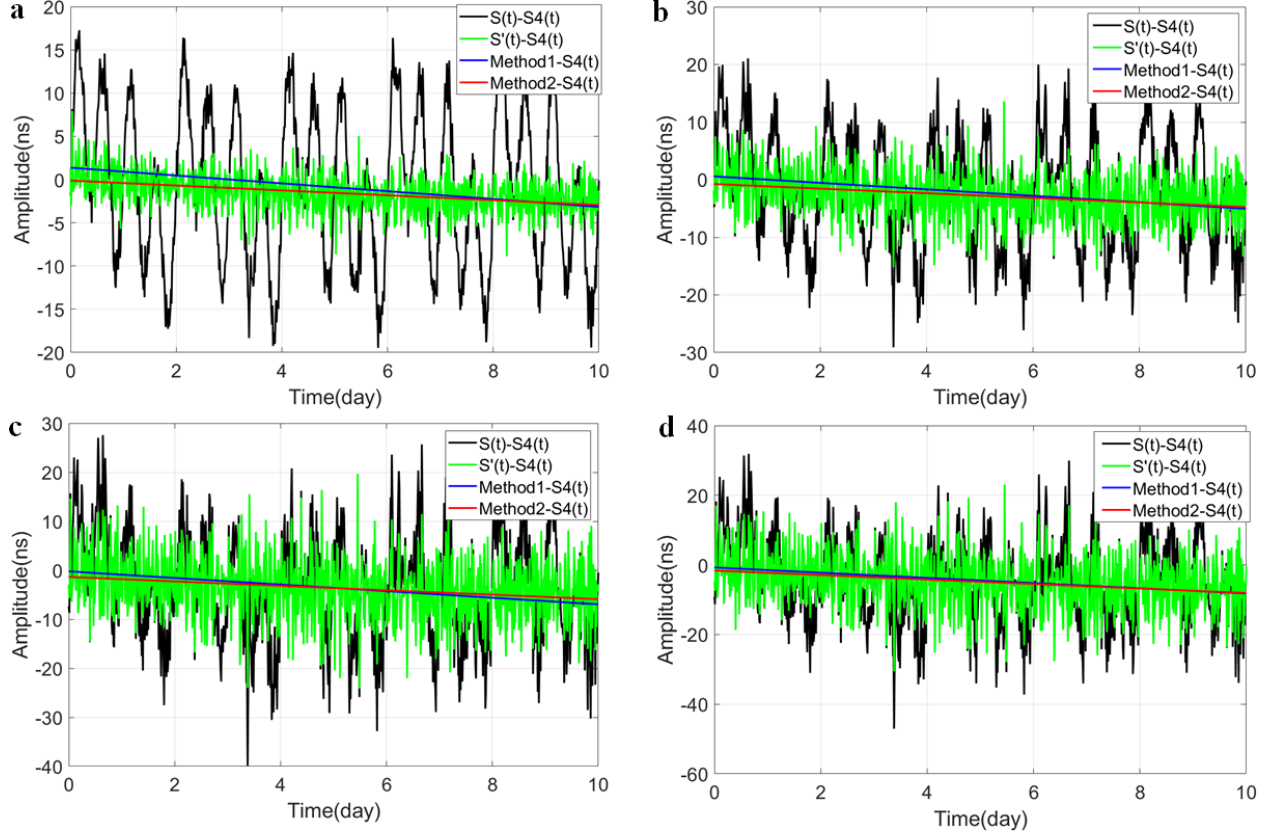 a
20
15
10
5
0
-5
-10
-15
-20
Amplitude(ns)
S(t)-S4(t)
S'(t)-S4(t)
Method1-S4(t)
Method2-S4(t)
0 2 4 6 8 10
Time(day)
b
30
20
10
0
-10
-20
-30
Amplitude(ns)
S(t)-S4(t)
S'(t)-S4(t)
Method1-S4(t)
Method2-S4(t)
0 2 4 6 8 10
Time(day)
c
30
20
10
0
-10
-20
-30
-40
Amplitude(ns)
S(t)-S4(t)
S'(t)-S4(t)
Method1-S4(t)
Method2-S4(t)
0 2 4 6 8 10
Time(day)
d
40
20
0
-20
-40
-60
Amplitude(ns)
S(t)-S4(t)
S'(t)-S4(t)
Method1-S4(t)
Method2-S4(t)
0 2 4 6 8 10
Time(day)